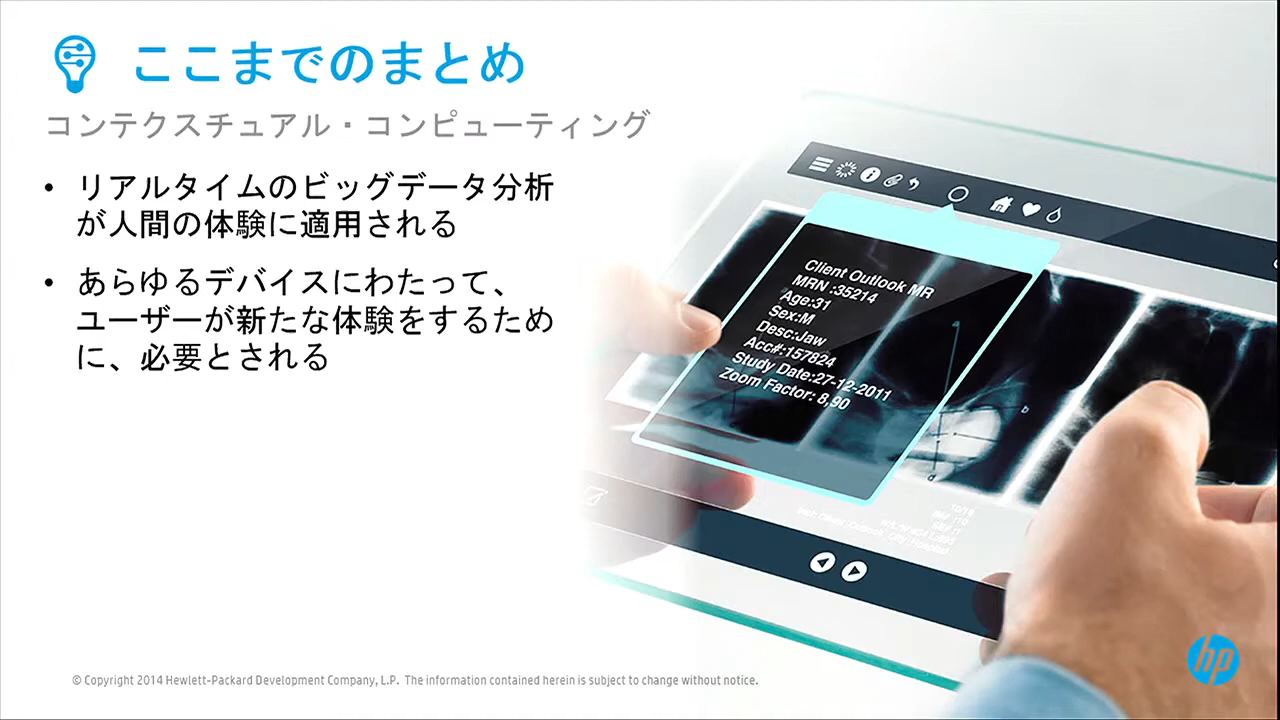 ここまでのまとめ
コンテクスチュアル・コンピューティング
• リアルタイムのビッグデータ分析
が人間の体験に適用される
• あらゆるデバイスにわたって、
ユーザーが新たな体験をするため
に、必要とされる
Client Outlook MR
MRN :35214
Age:31
Sex:M
Desc:Jaw
Acc#:157824
Study Date:27-12-2011
Zoom Factor: 8,90
hp
© Copyright 2014 Hewlett-Packard Development Company, L.P. The information contained herein is subject to change without notice.